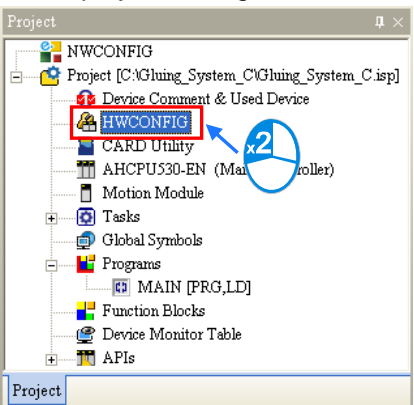 Project
NWCONFIG
Project [C:\Gluing_System_C\Gluing_System_C.isp]
Device Comment & Used Device
HWCONFIG
x2
CARD Utility
AHCPU530-EN (Ma roller)
Motion Module
Tasks
Global Symbols
Programs
MAIN [PRG,LD]
Function Blocks
Device Monitor Table
APIs
Project